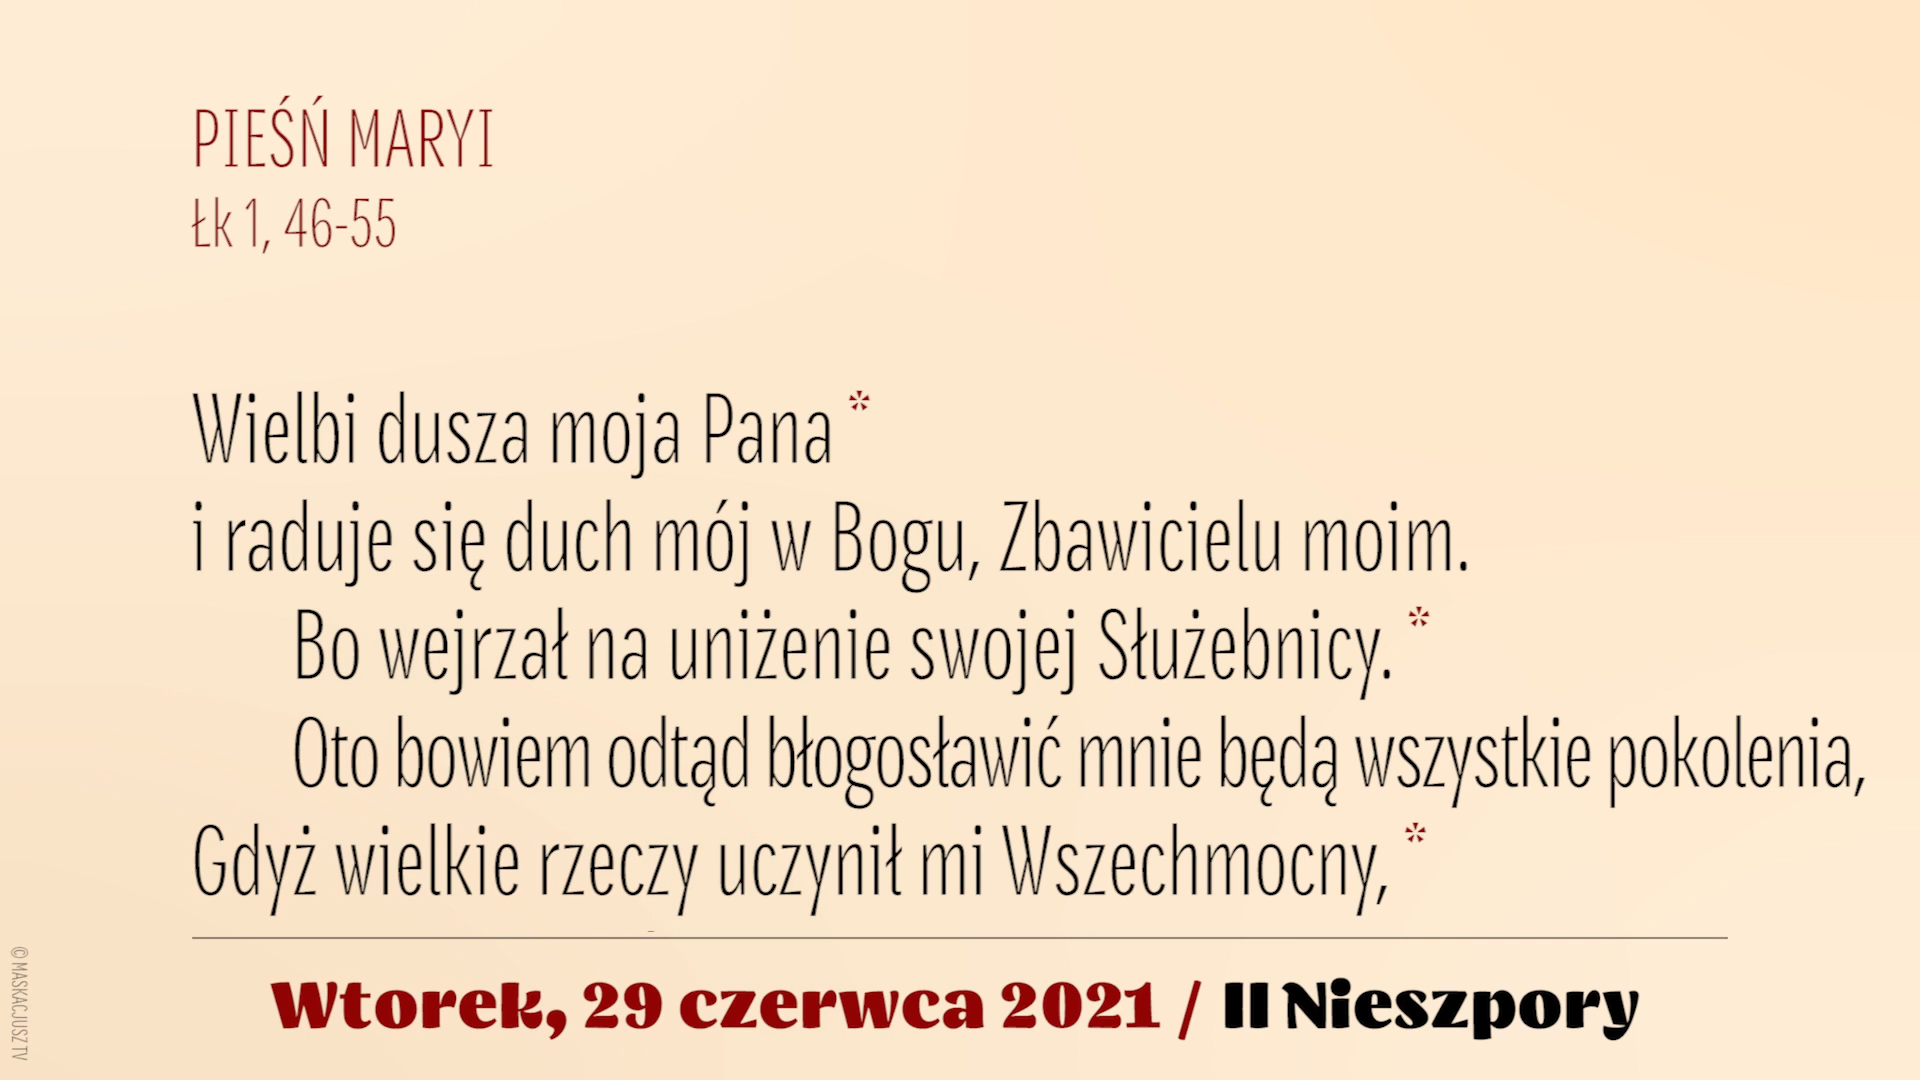 PIEŚŃ MARYI
Łk 1, 46-55
Wielbi dusza moja Pana *
i raduje się duch mój w Bogu, Zbawicielu moim.
Bo wejrzał na uniżenie swojej Służebnicy. *
Oto bowiem odtąd błogosławić mnie będą wszystkie pokolenia,
Gdyż wielkie rzeczy uczynił mi Wszechmocny, *
Wtorek, 29 czerwca 2021 / II Nieszpory
© MASKACJUSZ TV